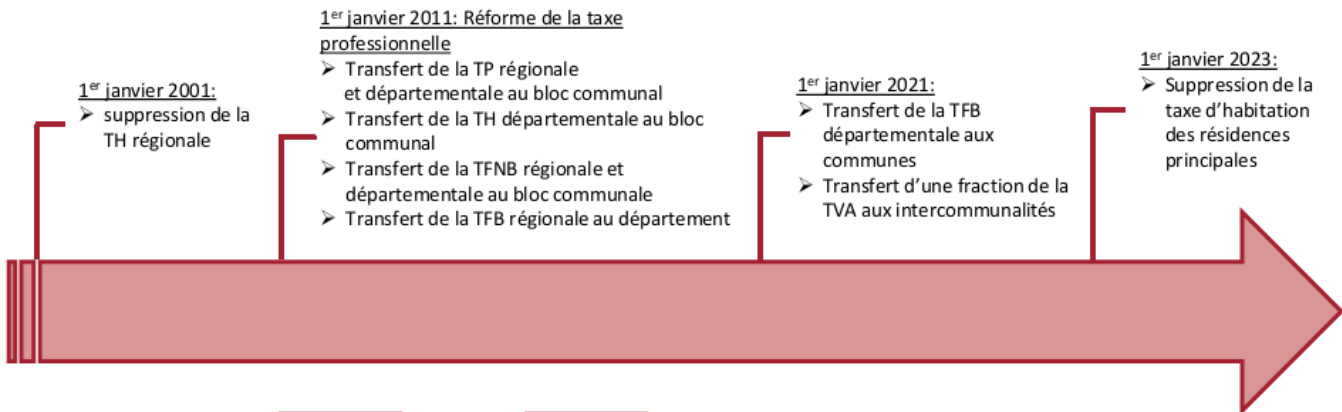 1er janvier 2001:
➢ suppression de la
TH régionale
1er janvier 2011: Réforme de la taxe
professionnelle
➢ Transfert de la TP régionale
et départementale au bloc communal
➢ Transfert de la TH départementale au bloc
communal
➢ Transfert de la TFNB régionale et
départementale au bloc communale
➢ Transfert de la TFB régionale au département
1er janvier 2021:
➢ Transfert de la TFB
départementale aux
communes
➢ Transfert d'une fraction de la
TVA aux intercommunalités
1er janvier 2023:
➢ Suppression de la
taxe d'habitation
des résidences
principales